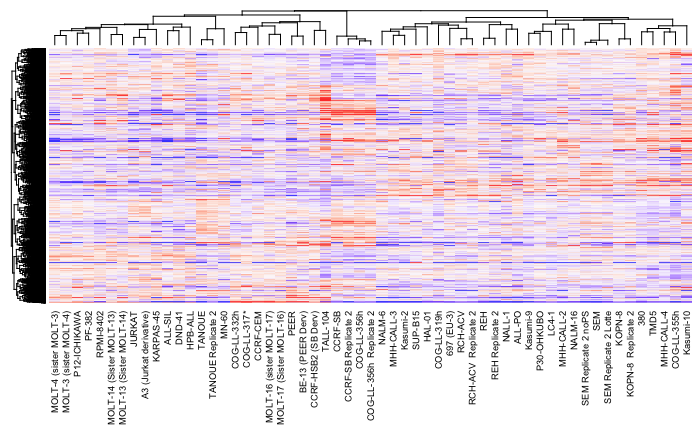 MOLT-4 (sister MOLT-3)
MOLT-3 (sister MOLT-4)
P12-ICHIKAWA
PF-382
RPMI-8402
MOLT-14 (Sister MOLT-13)
MOLT-13 (sister MOLT-14)
JURKAT
A3 (Jurkat derivative)
KARPAS-45
ALL-SIL
DND-41
HPB-ALL
TANOUE
TANOUE Replicate 2
MN-60
COG-LL-332h
COG-LL-317*
CCRF-CEM
MOLT-16 (sister MOLT-17)
MOLT-17 (Sister MOLT-16)
PEER
BE-13 (PEER Derv)
CCRF-HSB2 (SB Derv)
TALL-104
CCRF-SB
CCRF-SB Replicate 2
COG-LL-356h
COG-LL-356h Replicate 2
NALM-6
MHH-CALL-3
Kasumi-2
SUP-B15
HAL-01
COG-LL-319h
697 (EU-3)
RCH-ACV
RCH-ACV Replicate 2
REH
REH Replicate 2
NALL-1
ALL-PO
Kasumi-9
P30-OHKUBO
LC4-1
MHH-CALL-2
NALM-16
SEM Replicate 2 noPS
SEM
SEM Replicate 2 Lotte
KOPN-8
KOPN-8 Replicate 2
380
TMD5
MHH-CALL-4
COG-LL-355h
Kasumi-10